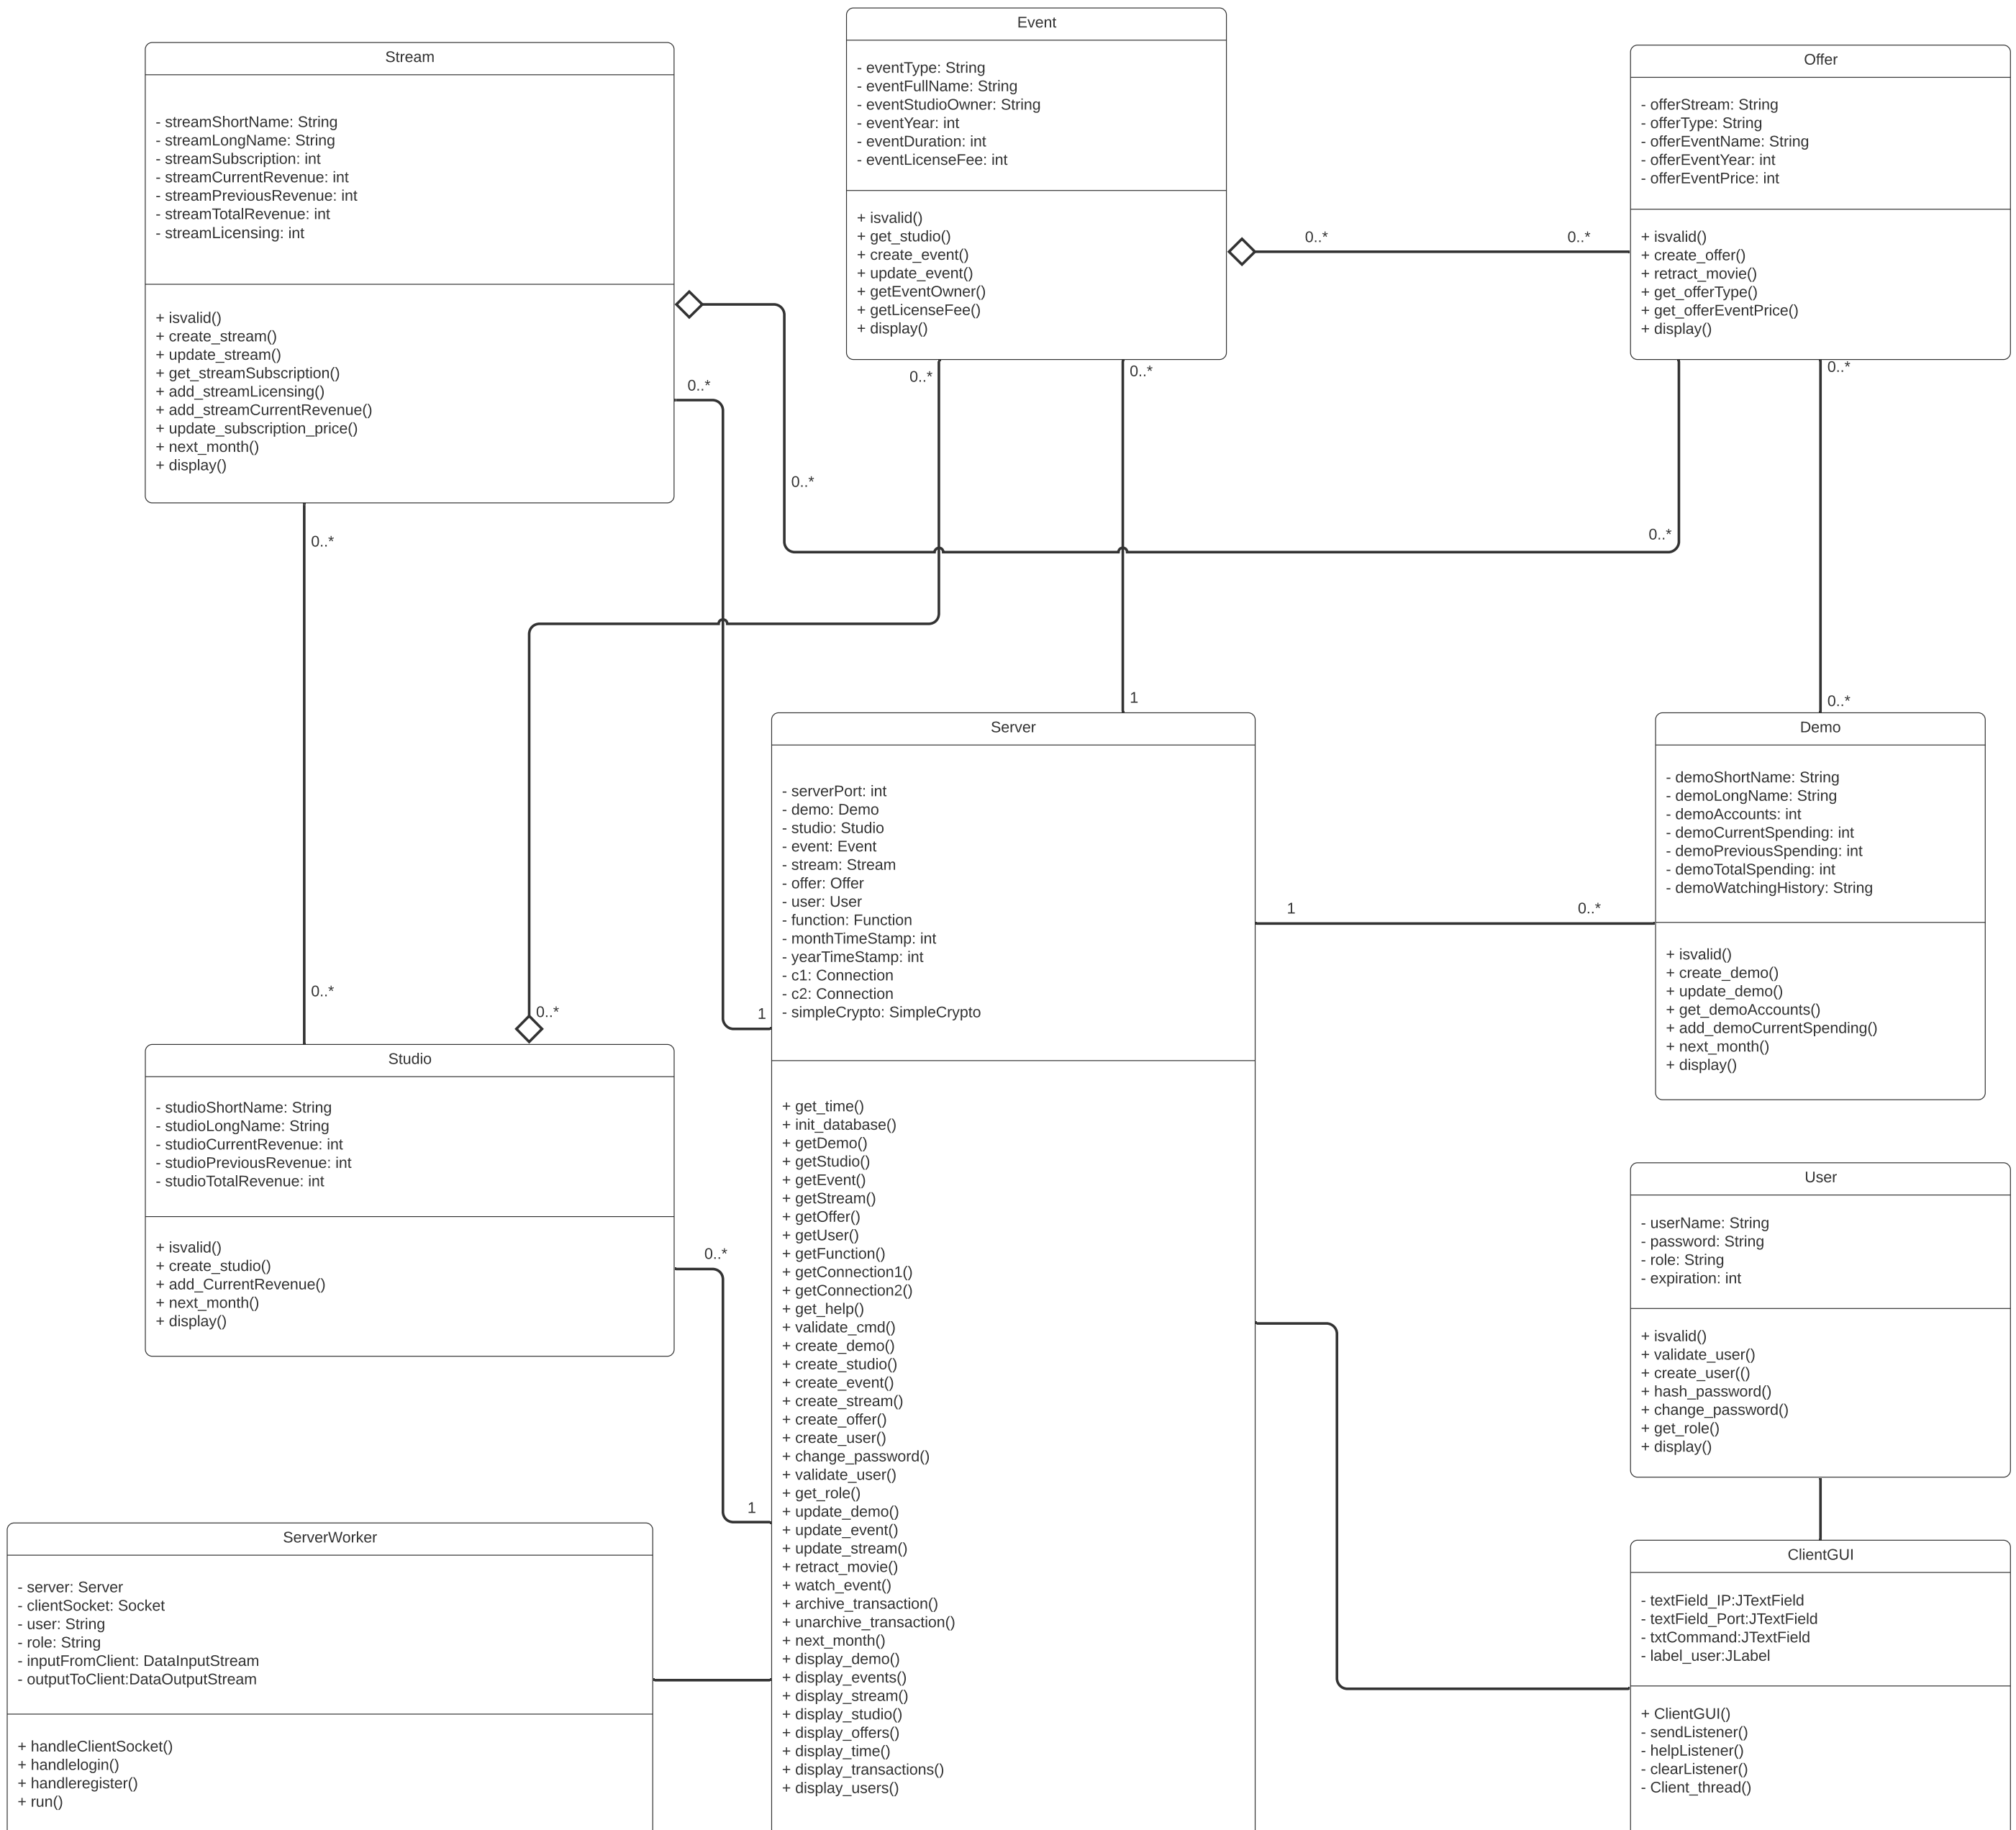 Stream
- streamShortName: String
- streamLongName: String
- streamSubscription: int
- streamCurrentRevenue: int
- streamPreviousRevenue: int
- streamTotalRevenue: int
- streamLicensing: int
+ isvalid()
+ create_stream()
+ update_stream()
+ get_streamSubscription()
+ add_streamLicensing()
+ add_streamCurrentRevenue()
+ update_subscription_price()
+ next_month()
+ display()
Event
- eventType: String
- eventFullName: String
- eventStudioOwner: String
- eventYear: int
- eventDuration: int
- eventLicenseFee: int
+ isvalid()
+ get_studio()
+ create_event()
+ update_event()
+ getEventOwner()
+ getLicenseFee()
+ display()
Offer
- offerStream: String
- offerType: String
- offerEventName: String
- offerEventYear: int
- offerEventPrice: int
+ isvalid()
+ create_offer()
+ retract_movie()
+ get_offerType()
+ get_offerEventPrice()
+ display()
0..*
0..*
0..*
0..*
0..*
0..*
0..*
0..*
0..*
0..*
1
0..*
0..*
0..*
1
Server
- serverPort: int
- demo: Demo
- studio: Studio
- event: Event
- stream: Stream
- offer: Offer
- user: User
- function: Function
- monthTimeStamp: int
- yearTimeStamp: int
- c1: Connection
- c2: Connection
- simpleCrypto: SimpleCrypto
+ get_time()
+ init_database()
+ getDemo()
+ getStudio()
+ getEvent()
+ getStream()
+ getOffer()
+ getUser()
+ getFunction()
+ getConnection1()
+ getConnection2()
+ get_help()
+ validate_cmd()
+ create_demo()
+ create_studio()
+ create_event()
+ create_stream()
+ create_offer()
+ create_user()
+ change_password()
+ validate_user()
+ get_role()
+ update_demo()
+ update_event()
+ update_stream()
+ retract_movie()
+ watch_event()
+ archive_transaction()
+ unarchive_transaction()
+ next_month()
+ display_demo()
+ display_events()
+ display_stream()
+ display_studio()
+ display_offers()
+ display_time()
+ display_transactions()
+ display_users()
1
0..*
Demo
- demoShortName: String
- demoLongName: String
- demoAccounts: int
- demoCurrentSpending: int
- demoPreviousSpending: int
- demoTotalSpending: int
- demoWatchingHistory: String
+ isvalid()
+ create_demo()
+ update_demo()
+ get_demoAccounts()
+ add_demoCurrentSpending()
+ next_month()
+ display()
Studio
- studioShortName: String
- studioLongName: String
- studioCurrentRevenue: int
- studioPreviousRevenue: int
- studioTotalRevenue: int
+ isvalid()
+ create_studio()
+ add_CurrentRevenue()
+ next_month()
+ display()
0..*
1
User
- userName: String
- password: String
- role: String
- expiration: int
+ isvalid()
+ validate_user()
+ create_user(()
+ hash_password()
+ change_password()
+ get_role()
+ display()
ServerWorker
- server: Server
- clientSocket: Socket
- user: String
- role: String
- inputFromClient: DataInputStream
- outputToClient:DataOutputStream
+ handleClientSocket()
+ handlelogin()
+ handleregister()
+ run()
ClientGUI
- textField_IP:JTextField
- textField_Port:JTextField
- txtCommand:JTextField
- label_user:JLabel
+ ClientGUI()
- sendListener()
- helpListener()
- clearListener()
- Client_thread()